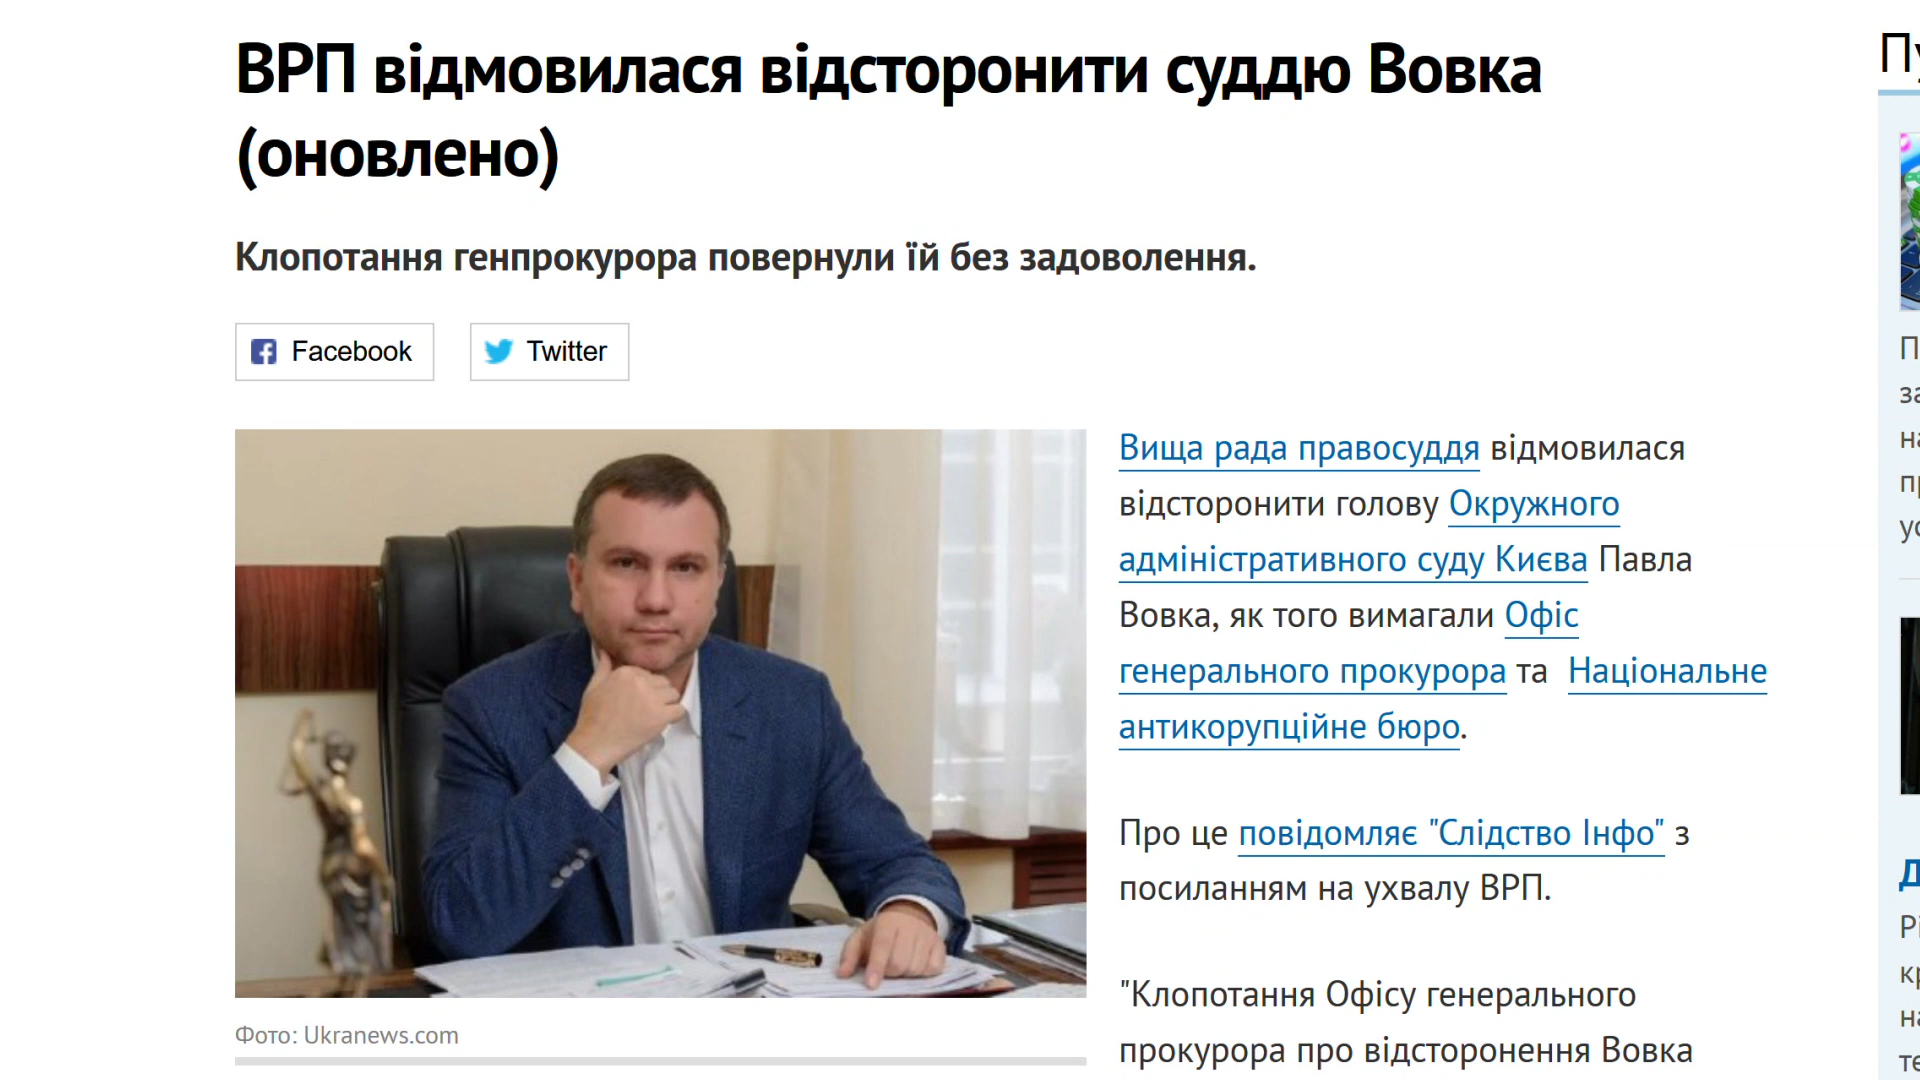 ВРП відмовилася відсторонити суддю Вовка
(оновлено)
Клопотання генпрокурора повернули їй без задоволення.
Facebook
Twitter
Вища рада правосуддя відмовилася
відсторонити голову Окружного
адміністративного суду Києва Павла
Вовка, як того вимагали Офіс
генерального прокурора та Національне
антикорупційне бюро.
Про це повідомляє "Слідство Інфо" з
посиланням на ухвалу ВРП.
"Клопотання Офісу генерального
прокурора про відсторонення Вовка
Фото: Ukranews.com